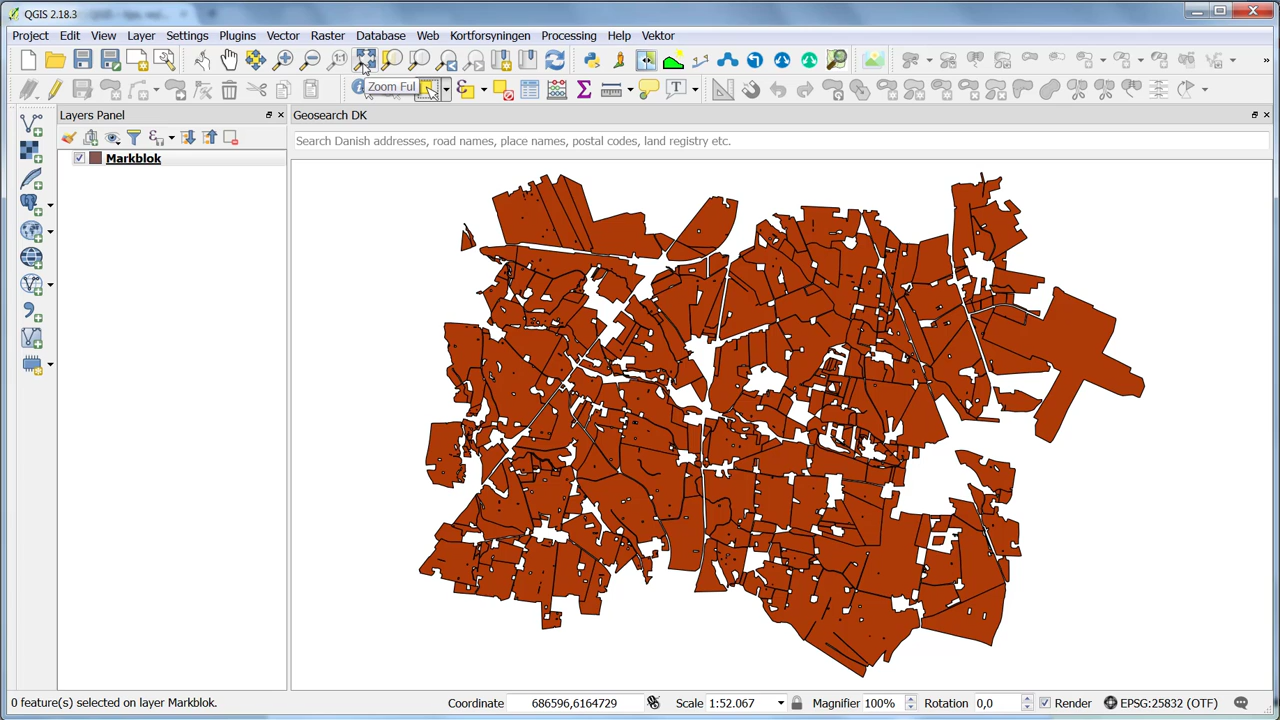 QGIS 2.18.3
Project Edit View Layer Settings Plugins Vector Raster Database Web Kortforsyningen Processing Help Vektor
Zoom Ful
Layers Panel
Geosearch DK
Search Danish addresses, road names, place names, postal codes, land registry etc.
Markblok
0 feature(s) selected on layer Markblok.
Coordinate 686596,6164729 Scale 1:52.067 Magnifier 100% Rotation 0,0 Render EPSG:25832 (OTF)